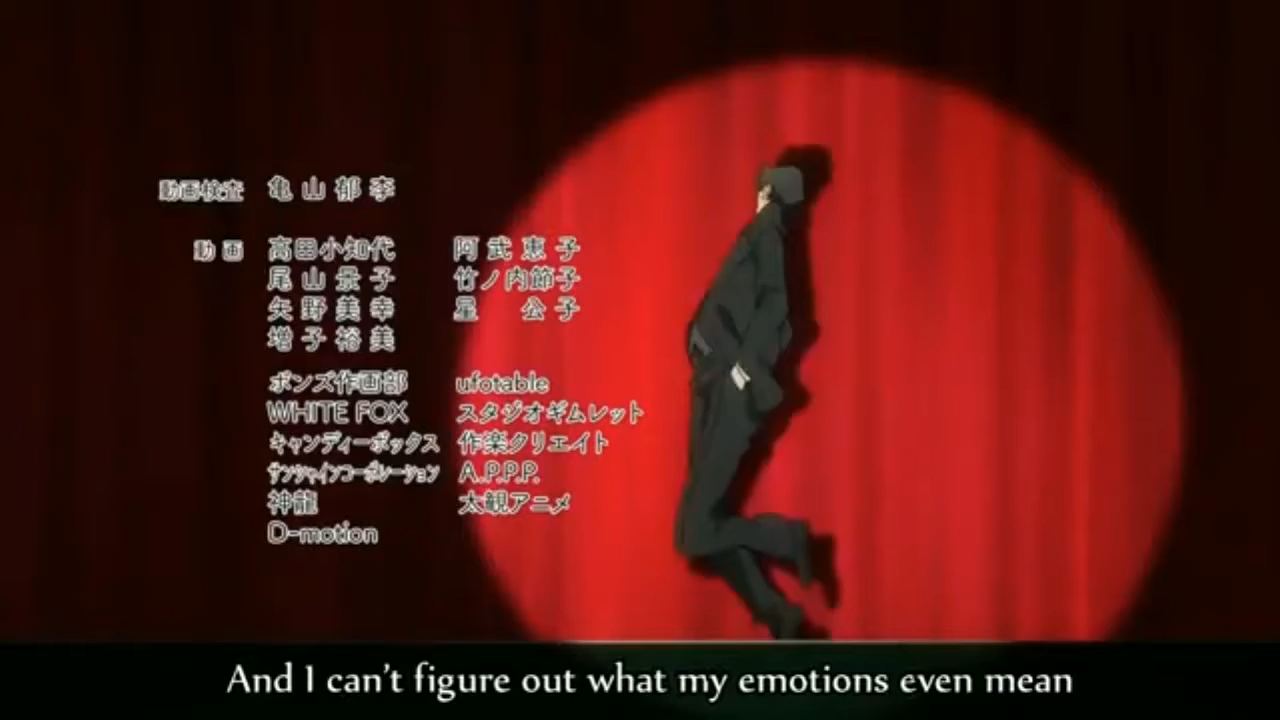 動画検査 亀山郁李
動画 高田小知代 阿武恵子
尾山景子 竹ノ内節子
矢野美幸 星 公子
増子裕美
ボンズ作画部 ufotable
WHITE FOX スタジオギムレット
キャンディーボックス 作楽クリエイト
サンシャインコーポレーション A.P.P.P.
神龍 太観アニメ
D-motion
And I can't figure out what my emotions even mean